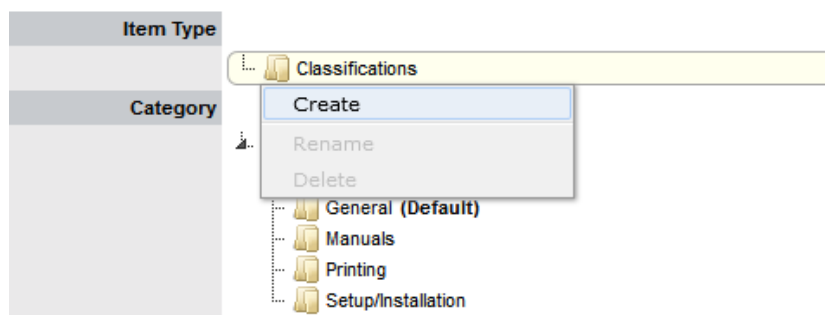 Item Type
Classifications
Category
Create
Rename
Delete
General (Default)
Manuals
Printing
Setup/Installation